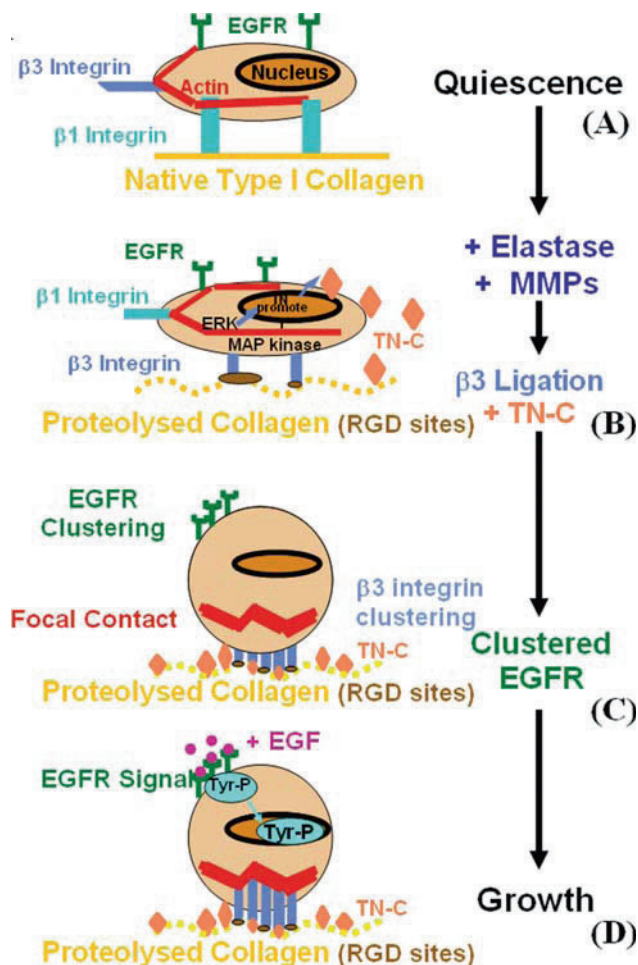 EGFR
β3 Integrin
Nucleus
Actin
Quiescence
(A)
β1 Integrin
Native Type I Collagen
EGFR
+ Elastase
+ MMPs
β1 Integrin
TN
promote
ERK
MAP kinase
TN-C
β3 Integrin
β3 Ligation
+ TN-C
(B)
Proteolysed Collagen (RGD sites)
EGFR
Clustering
β3 integrin
clustering
Focal Contact
TN-C
Proteolysed Collagen (RGD sites)
Clustered
EGFR
(C)
+ EGF
EGFR Signal
Tyr-P
Tyr-P
TN-C
Growth
(D)
Proteolysed Collagen (RGD sites)